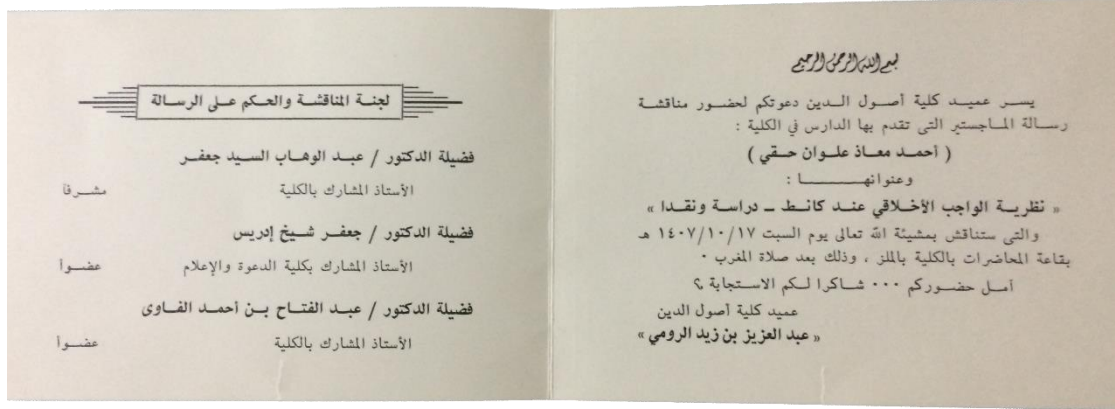 بسم الله الرحمن الرحيم
يسر عميد كلية أصول الدين دعوتكم لحضور مناقشة
رسالة الماجستير التى تقدم بها الدارس في الكلية :
( أحمد معاذ علوان حقي )
وعنوانها :
« نظرية الواجب الأخلاقي عند كانط ــ دراسة ونقدا »
والتى ستناقش بمشيئة الله تعالى يوم السبت ١٤٠٧/١٠/١٧ هـ
بقاعة المحاضرات بالكلية بالملز ، وذلك بعد صلاة المغرب ٠
أمل حضوركم ٠٠٠ شاكرا لكم الاستجابة ؟
عميد كلية أصول الدين
« عبد العزيز بن زيد الرومي »
لجنة المناقشة والحكم على الرسالة
فضيلة الدكتور / عبد الوهاب السيد جعفر
الأستاذ المشارك بالكلية مشرفا
فضيلة الدكتور / جعفر شيخ إدريس
الأستاذ المشارك بكلية الدعوة والإعلام عضوا
فضيلة الدكتور / عبد الفتاح بن أحمد الفاوى
الأستاذ المشارك بالكلية عضوا